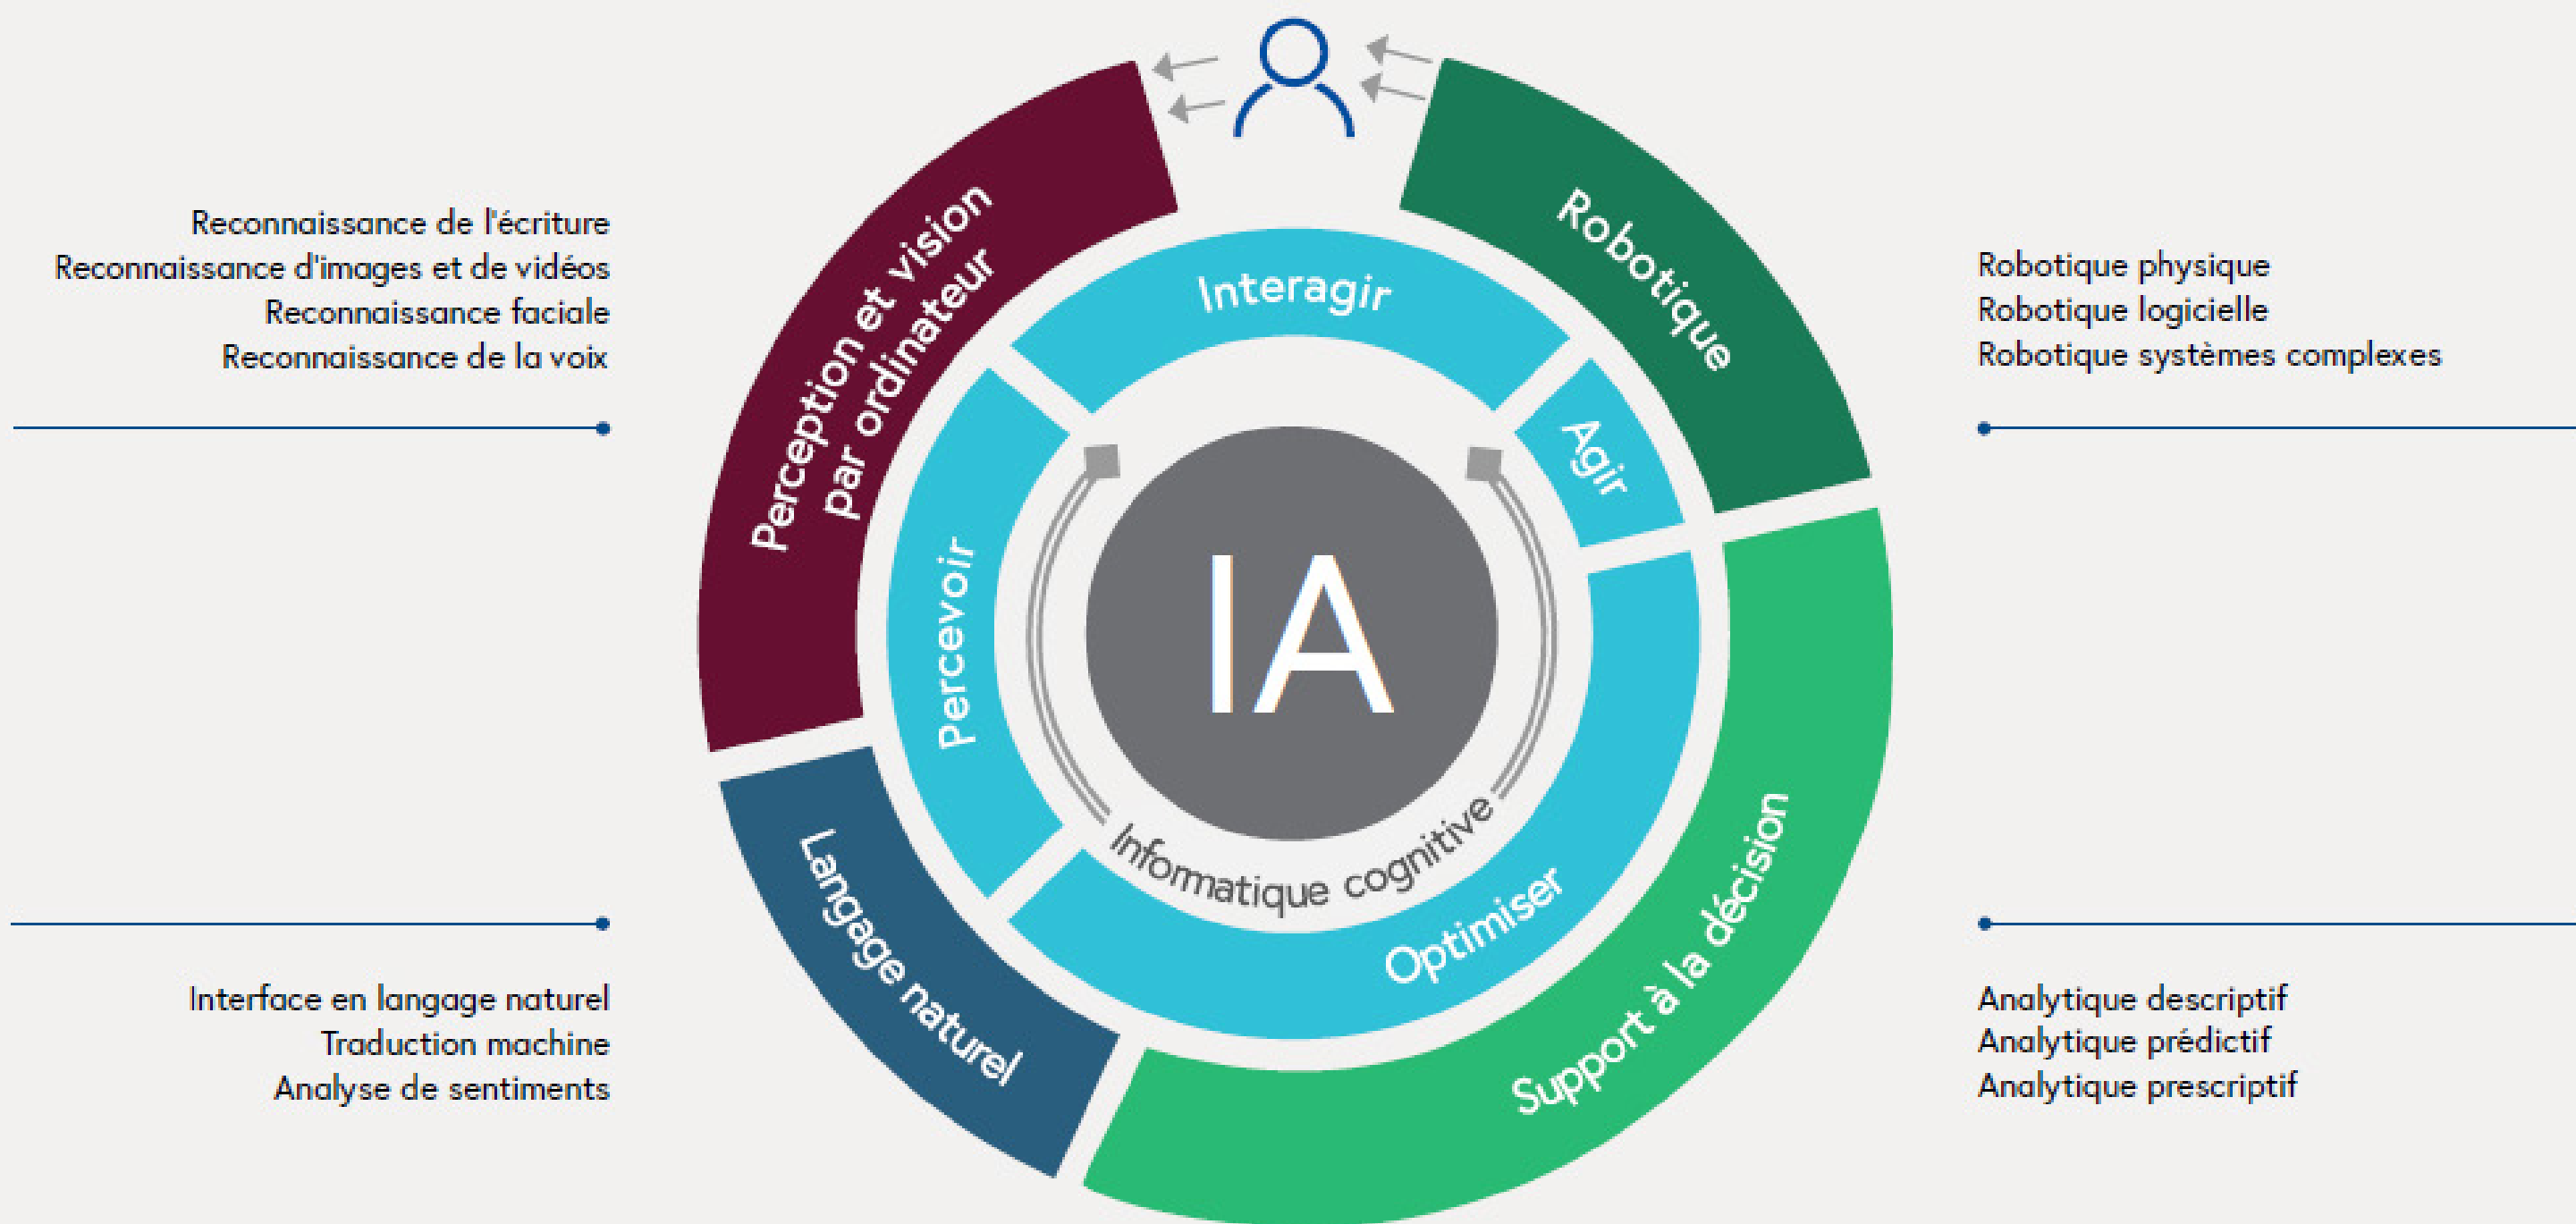 Reconnaissance de l'écriture
Reconnaissance d'images et de vidéos
Reconnaissance faciale
Reconnaissance de la voix
Interface en langage naturel
Traduction machine
Analyse de sentiments
Perception et vision
par ordinateur
Langage naturel
Robotique
Support à la décision
Interagir
Agir
Percevoir
Optimiser
IA
Informatique cognitive
Robotique physique
Robotique logicielle
Robotique systèmes complexes
Analytique descriptif
Analytique prédictif
Analytique prescriptif